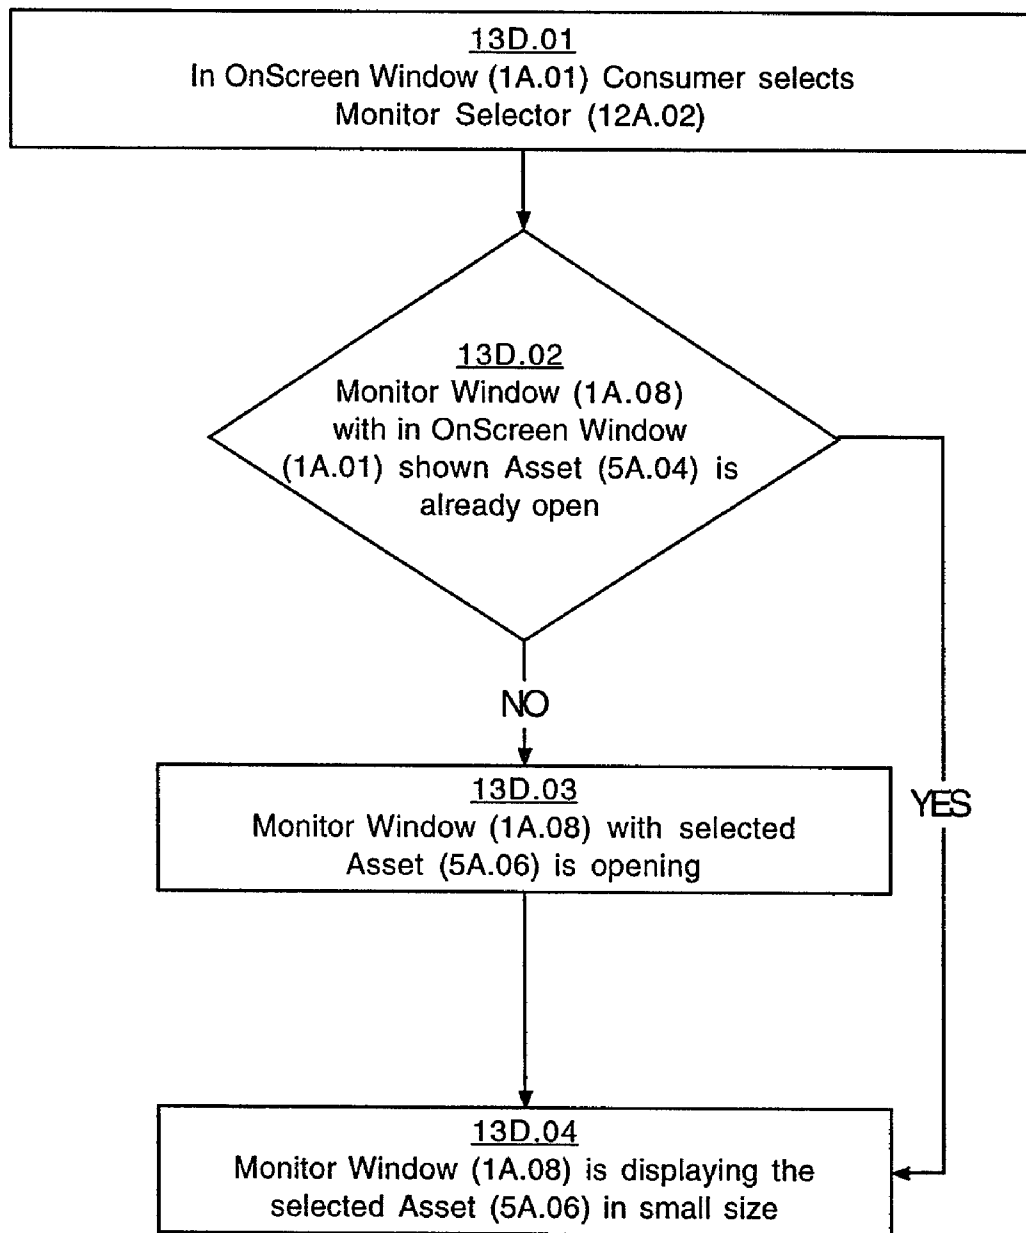 13D.01
In OnScreen Window (1A.01) Consumer selects
Monitor Selector (12A.02)
13D.02
Monitor Window (1A.08)
with in OnScreen Window
(1A.01) shown Asset (5A.04) is
already open
NO
13D.03
Monitor Window (1A.08) with selected
Asset (5A.06) is opening
YES
13D.04
Monitor Window (1A.08) is displaying the
selected Asset (5A.06) in small size